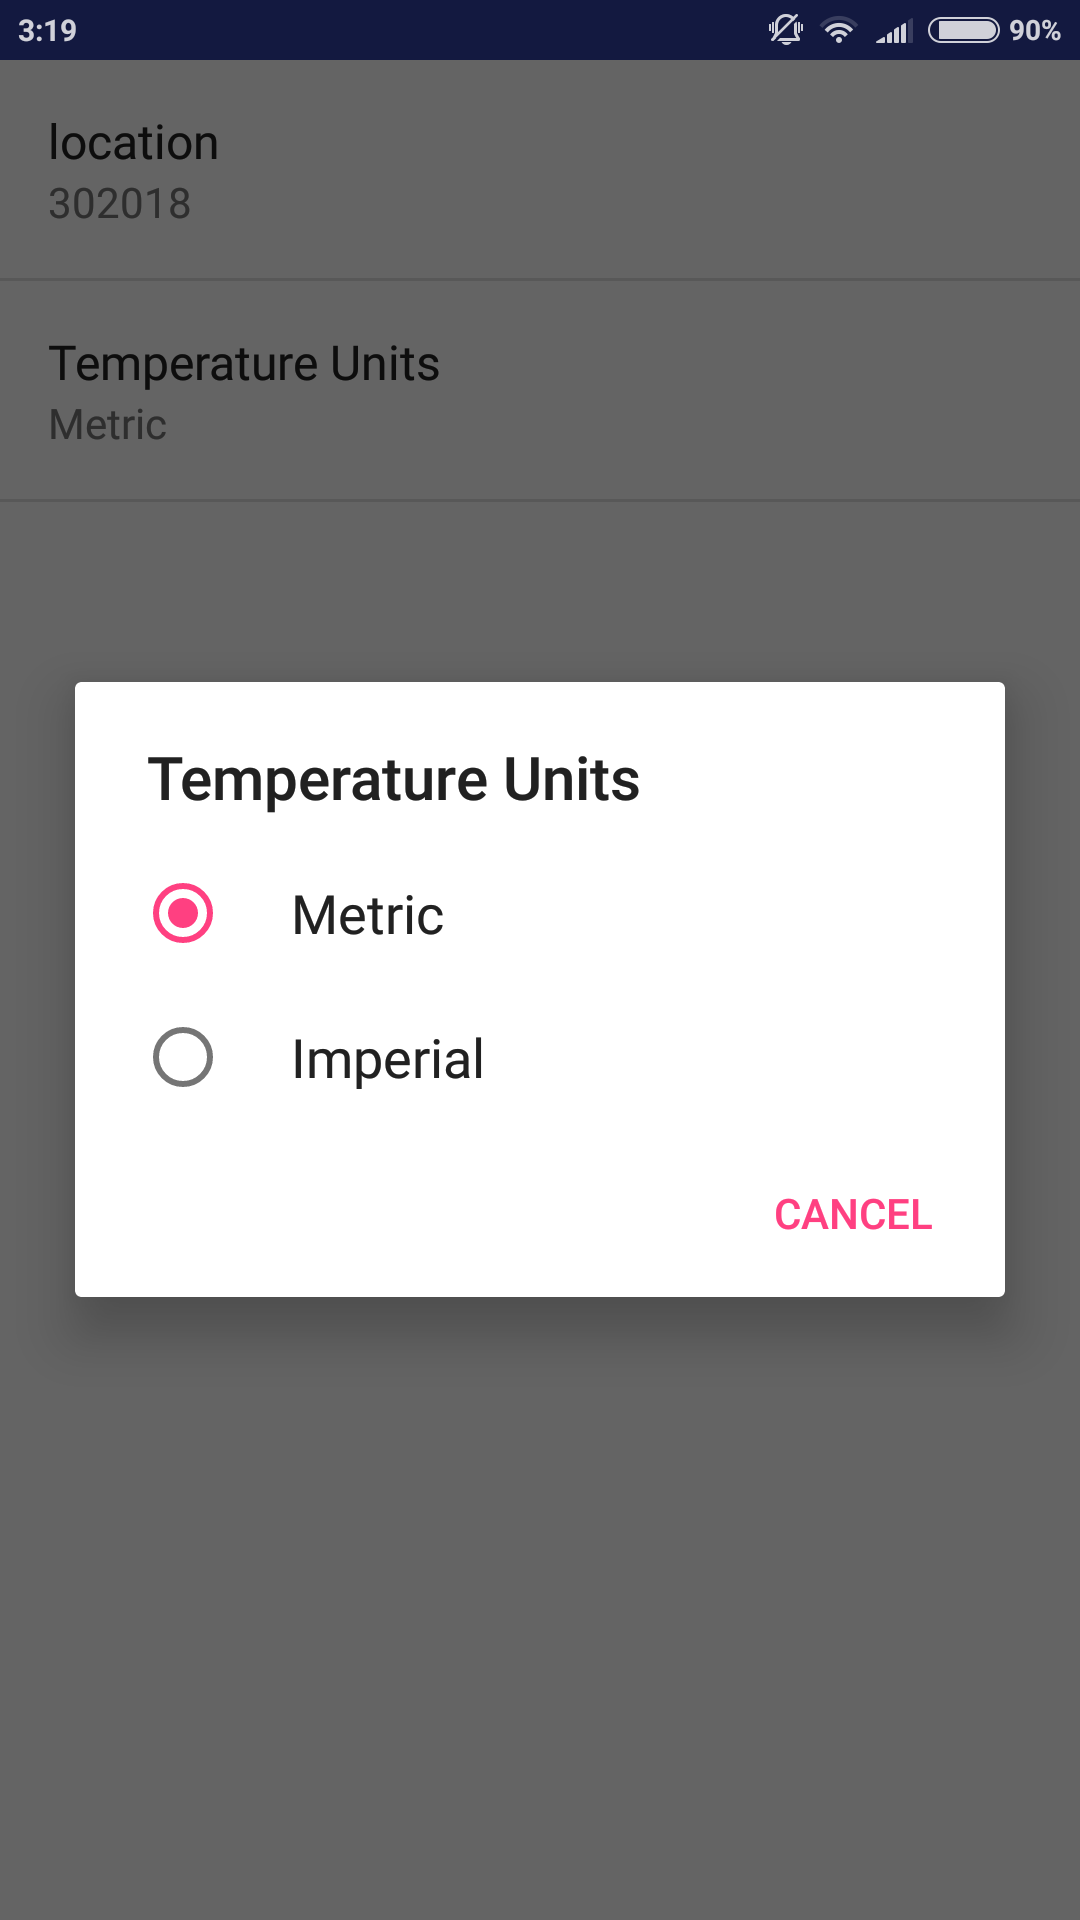 3:19 90%
location
302018
Temperature Units
Metric
Temperature Units
Metric
Imperial
CANCEL